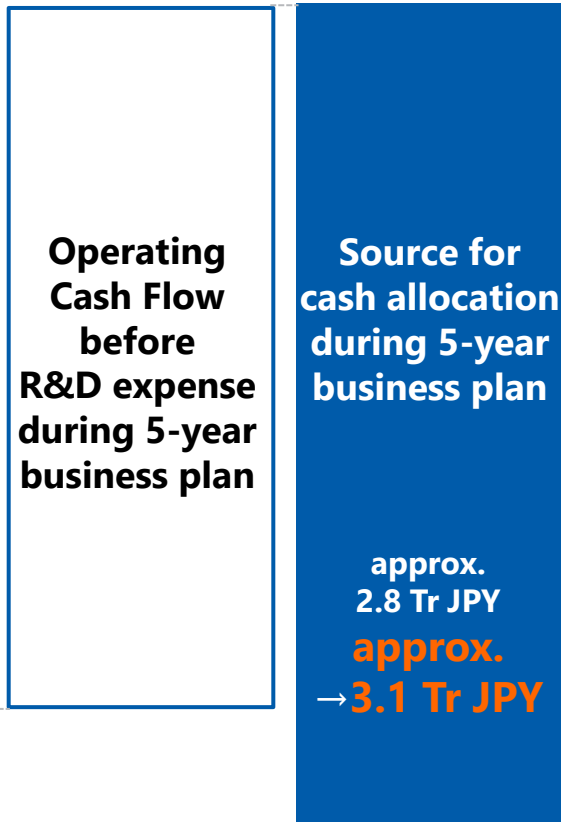 Operating
Cash Flow
before
R&D expense
during 5-year
business plan
Source for
cash allocation
during 5-year
business plan
approx.
2.8 Tr JPY
approx.
→3.1 Tr JPY